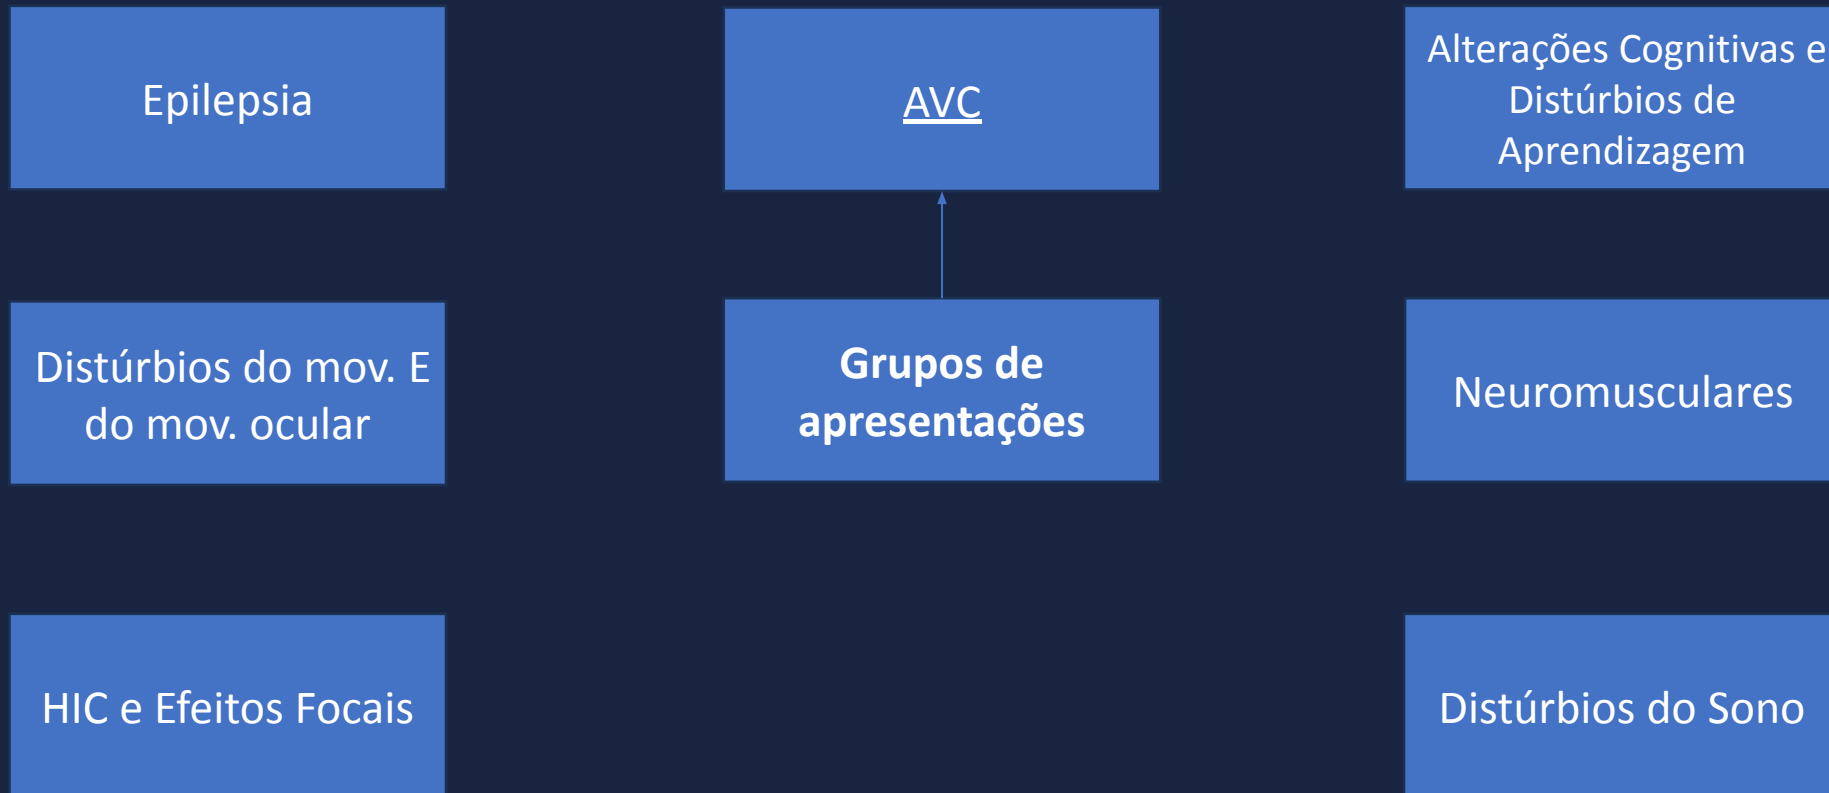 Epilepsia
AVC
Alterações Cognitivas e
Distúrbios de
Aprendizagem
Distúrbios do mov. E
do mov. ocular
Grupos de
apresentações
Neuromusculares
HIC e Efeitos Focais
Distúrbios do Sono